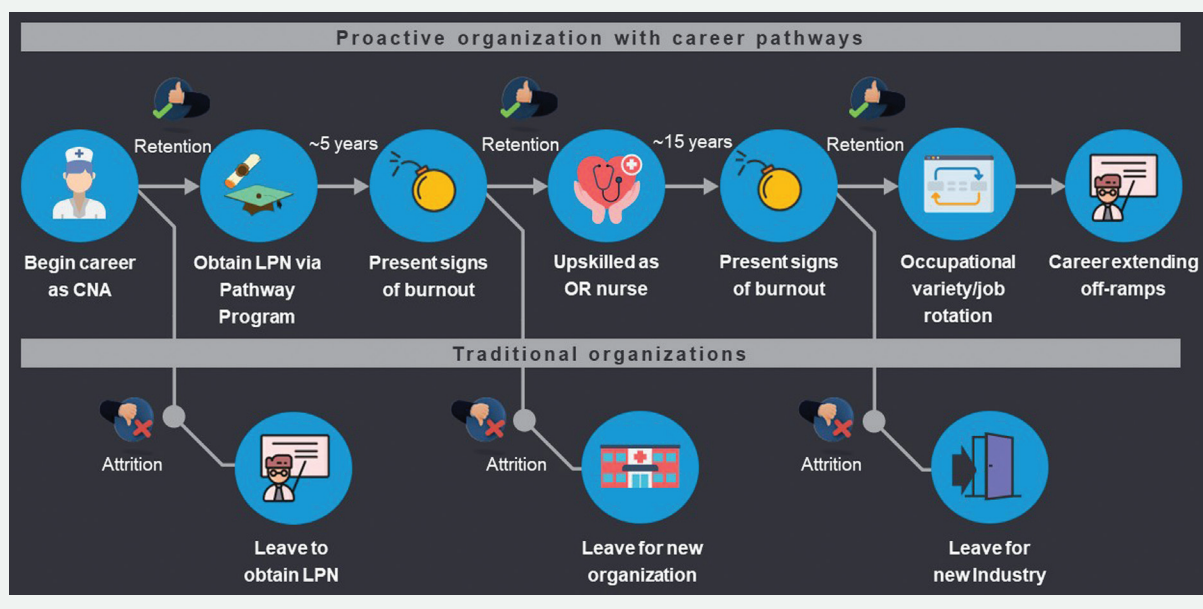 Proactive organization with career pathways
Retention
~5 years
Retention
~15 years
Retention
Begin career
as CNA
Obtain LPN via
Pathway
Program
Present signs
of burnout
Upskilled as
OR nurse
Present signs
of burnout
Occupational
variety/job
rotation
Career extending
off-ramps
Traditional organizations
Attrition
Attrition
Attrition
Leave to
obtain LPN
Leave for new
organization
Leave for
new Industry